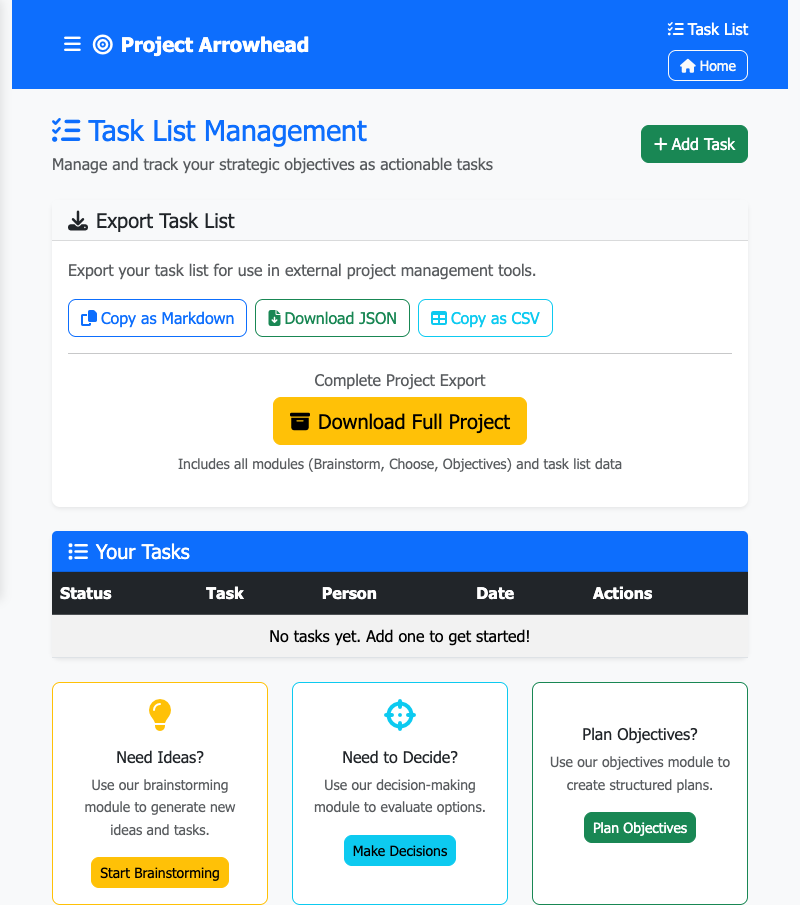 Project Arrowhead
Task List
Home
Task List Management
Manage and track your strategic objectives as actionable tasks
+ Add Task
Export Task List
Export your task list for use in external project management tools.
Copy as Markdown
Download JSON
Copy as CSV
Complete Project Export
Download Full Project
Includes all modules (Brainstorm, Choose, Objectives) and task list data
Your Tasks
Status Task Person Date Actions
No tasks yet. Add one to get started!
Need Ideas?
Use our brainstorming
module to generate new
ideas and tasks.
Start Brainstorming
Need to Decide?
Use our decision-making
module to evaluate options.
Make Decisions
Plan Objectives?
Use our objectives module to
create structured plans.
Plan Objectives